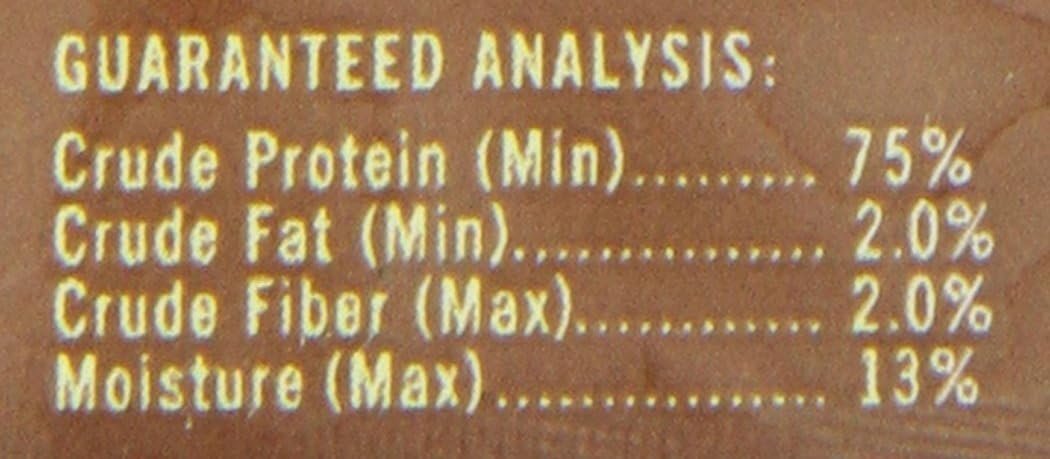 GUARANTEED ANALYSIS:
Crude Protein (Min).......... 75%
Crude Fat (Min)............... 2.0%
Crude Fiber (Max)............ 2.0%
Moisture (Max)................ 13%